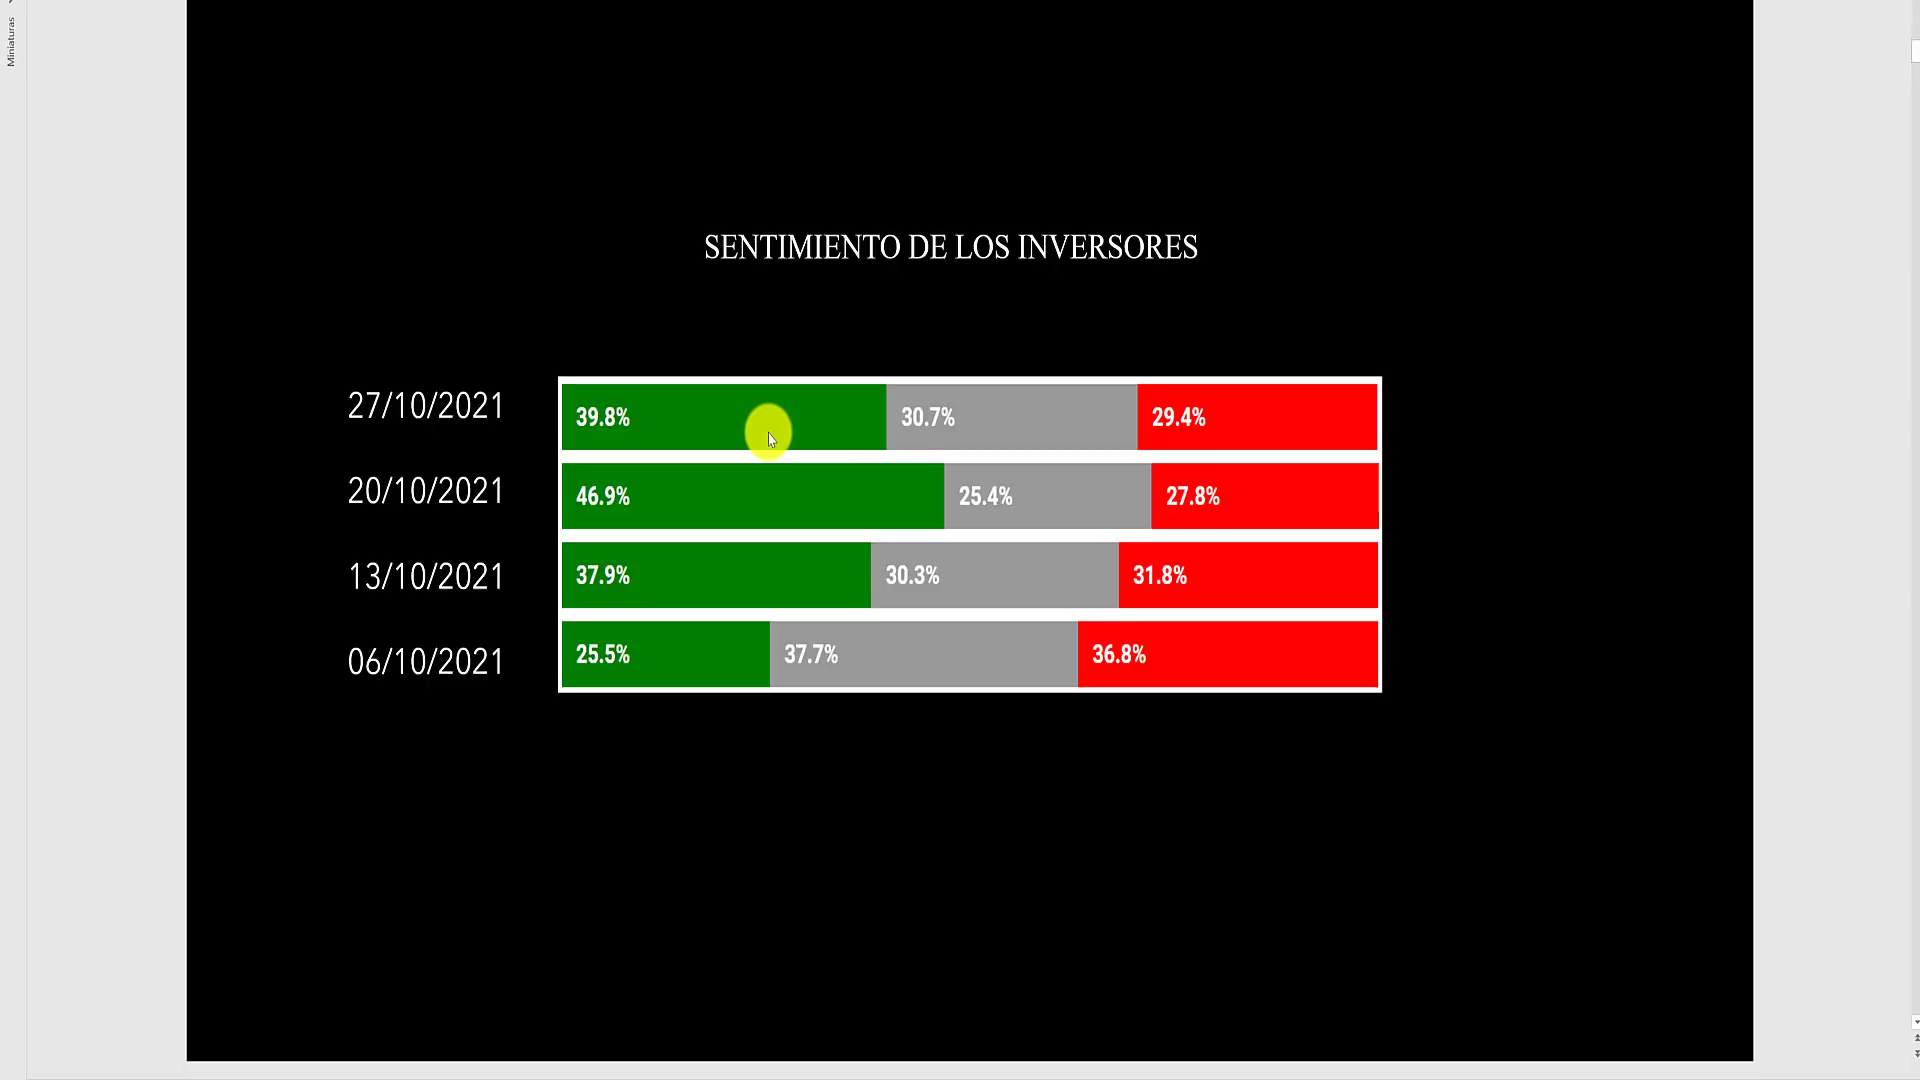 Miniaturas
SENTIMIENTO DE LOS INVERSORES
27/10/2021 39.8% 30.7% 29.4%
20/10/2021 46.9% 25.4% 27.8%
13/10/2021 37.9% 30.3% 31.8%
06/10/2021 25.5% 37.7% 36.8%